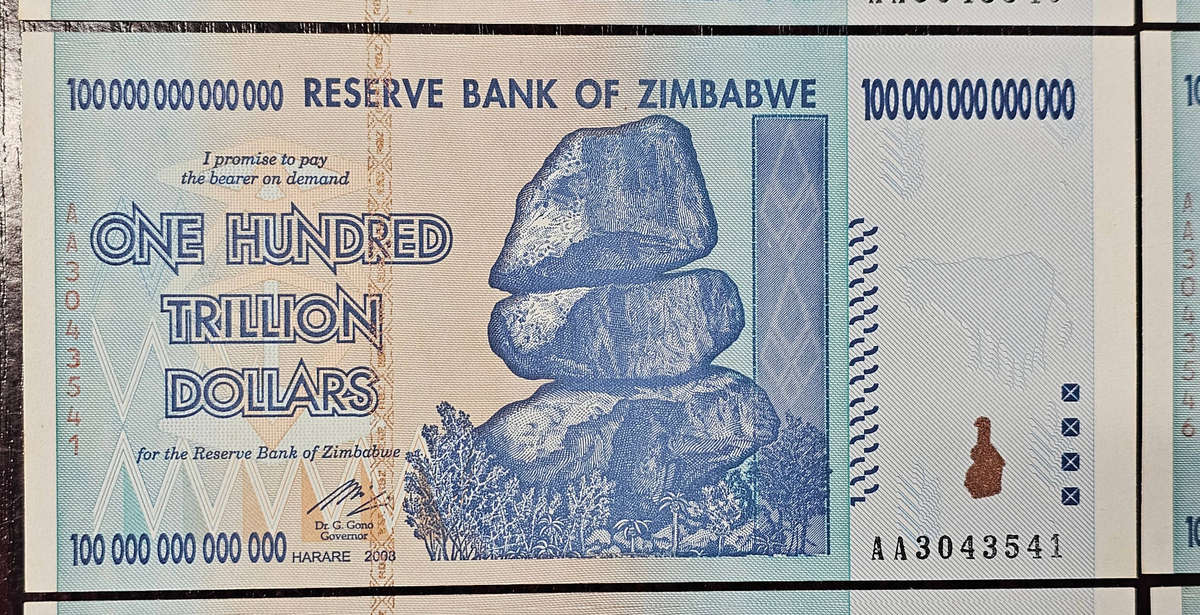 100 000 000 000 000 RESERVE BANK OF ZIMBABWE 100 000 000 000 000
I promise to pay
the bearer on demand
ONE HUNDRED
TRILLION
DOLLARS
for the Reserve Bank of Zimbabwe
Dr. G. Gono
Governor
100 000 000 000 000 HARARE 2008
AA3043541
AA3043541
AA3043546